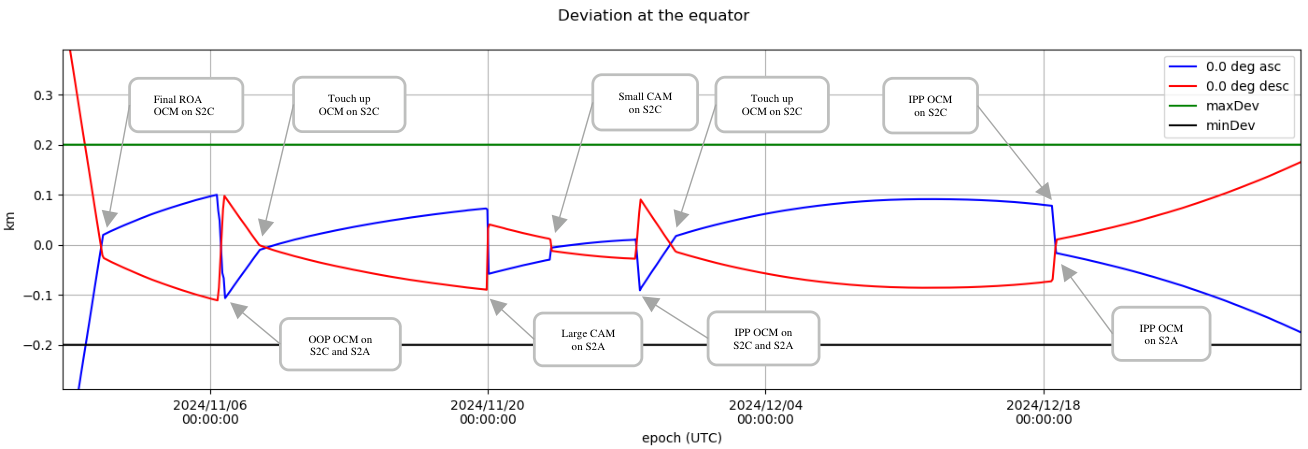 Deviation at the equator
0.0 deg asc
0.0 deg desc
maxDev
minDev
Final ROA
OCM on S2C
Touch up
OCM on S2C
Small CAM
on S2C
Touch up
OCM on S2C
IPP OCM
on S2C
OOP OCM on
S2C and S2A
Large CAM
on S2A
IPP OCM on
S2C and S2A
IPP OCM
on S2A
km
0.3
0.2
0.1
0.0
−0.1
−0.2
2024/11/06
00:00:00
2024/11/20
00:00:00
2024/12/04
00:00:00
2024/12/18
00:00:00
epoch (UTC)